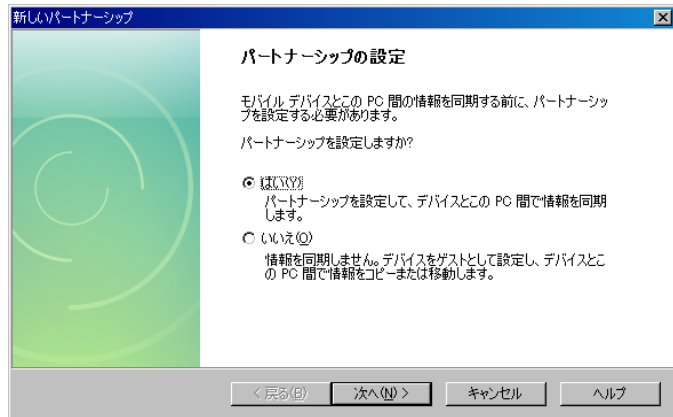 新しいパートナーシップ
パートナーシップの設定
モバイル デバイスとこの PC 間の情報を同期する前に、パートナーシッ
プを設定する必要があります。
パートナーシップを設定しますか?
はい(Y)
パートナーシップを設定して、デバイスとこの PC 間で情報を同期
します。
いいえ(O)
情報を同期しません。デバイスをゲストとして設定し、デバイスとこ
の PC 間で情報をコピーまたは移動します。
< 戻る(B) 次へ(N) > キャンセル ヘルプ